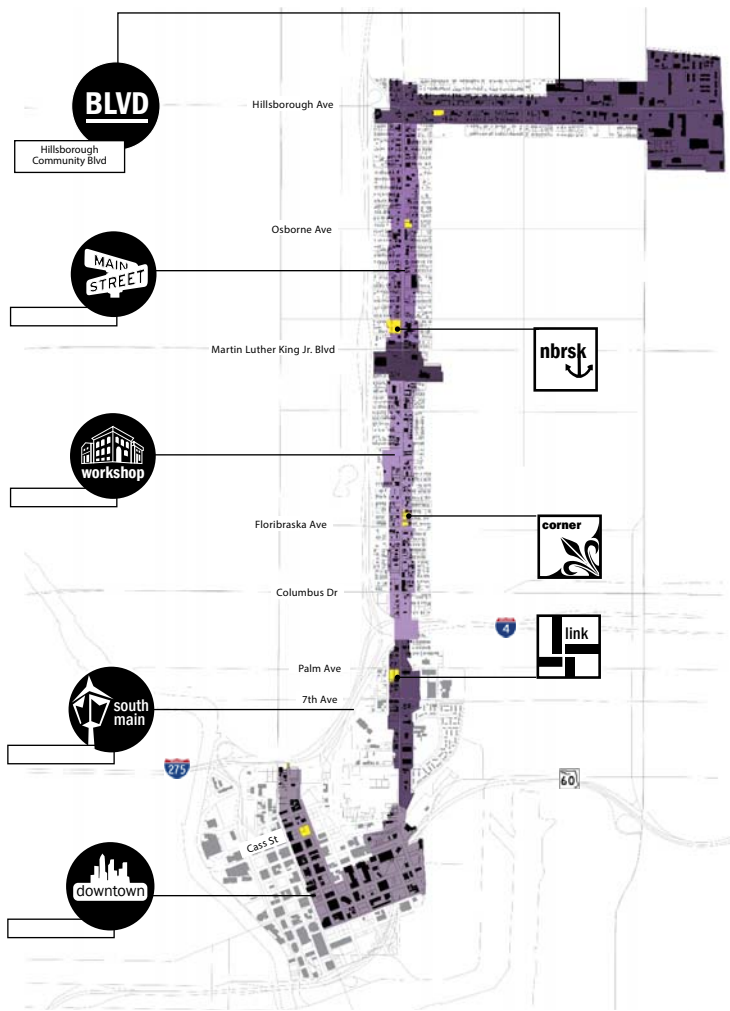 BLVD
Hillsborough
Community Blvd
Hillsborough Ave
Osborne Ave
MAIN
STREET
Martin Luther King Jr. Blvd
nbrsk
workshop
Floribraska Ave
corner
Columbus Dr
4
link
Palm Ave
7th Ave
south
main
275
60
Cass St
downtown